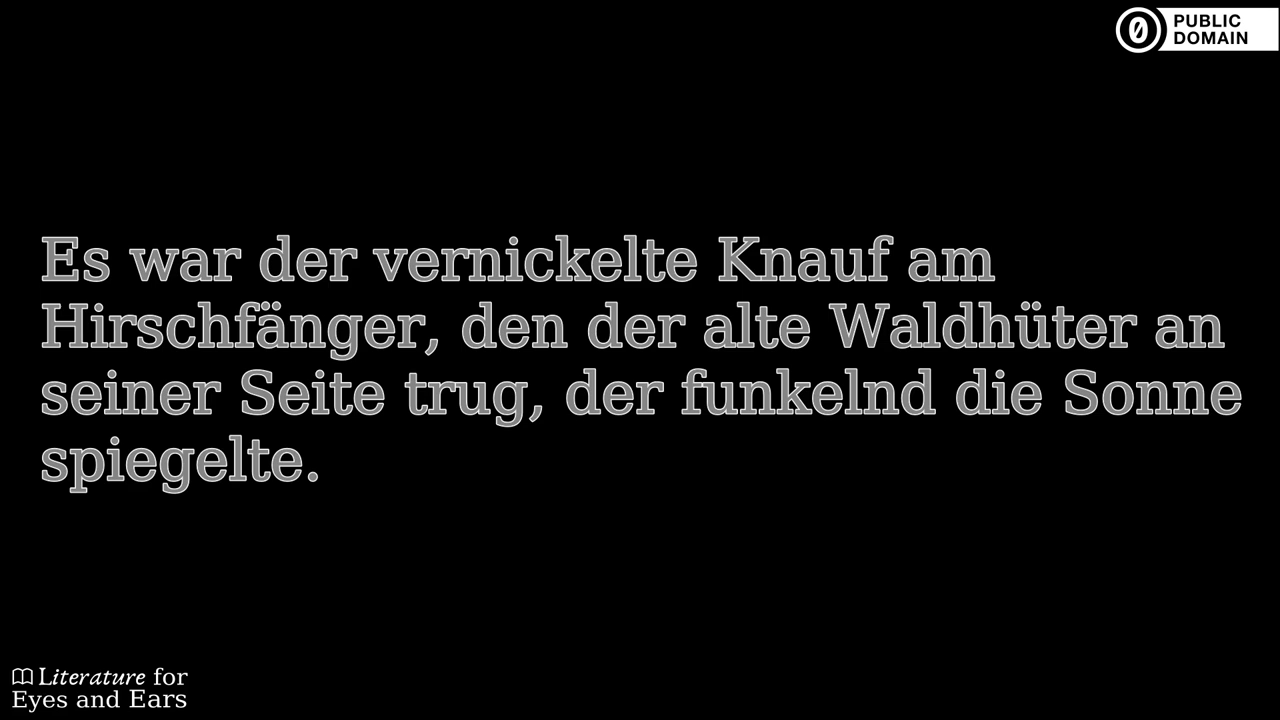 PUBLIC
DOMAIN
Es war der vernickelte Knauf am
Hirschfänger, den der alte Waldhüter an
seiner Seite trug, der funkelnd die Sonne
spiegelte.
Literature for
Eyes and Ears